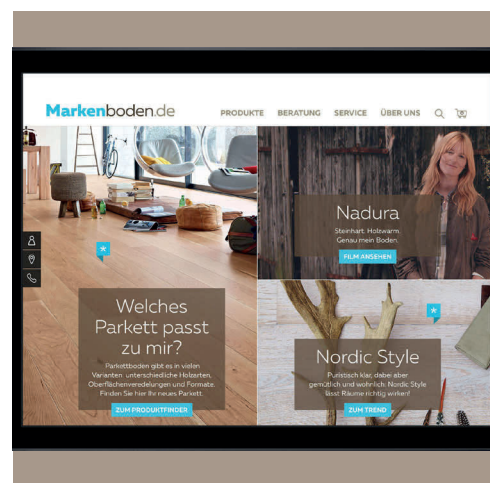 Markenboden.de
PRODUKTE BERATUNG SERVICE ÜBER UNS
Nadura
Steinhart. Holzwarm.
Genau mein Boden.
FILM ANSEHEN
Welches
Parkett passt
zu mir?
Parkettboden gibt es in vielen
Varianten: unterschiedliche Holzarten,
Oberflächenveredelungen und Formate.
Finden Sie hier Ihr neues Parkett.
ZUM PRODUKTFINDER
Nordic Style
Puristisch klar, dabei aber
gemütlich und wohnlich: Nordic Style
lässt Räume richtig wirken!
ZUM TREND